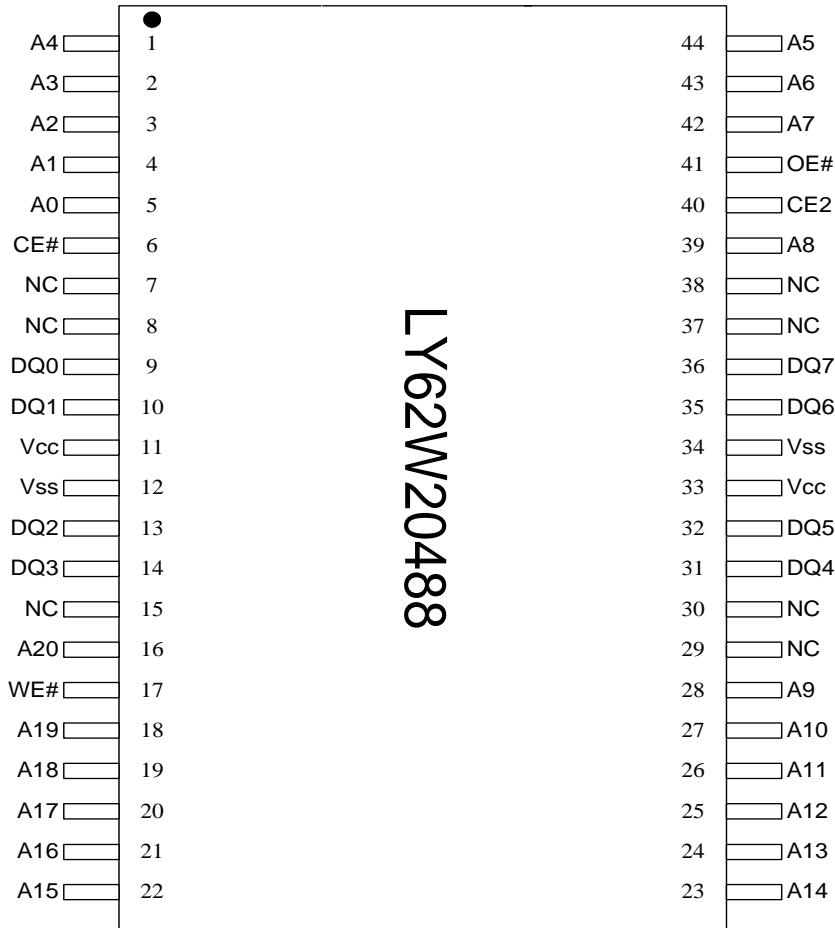 A4 1 44 A5
A3 2 43 A6
A2 3 42 A7
A1 4 41 OE#
A0 5 40 CE2
CE# 6 39 A8
NC 7 38 NC
NC 8 37 NC
DQ0 9 36 DQ7
DQ1 10 35 DQ6
Vcc 11 34 Vss
Vss 12 33 Vcc
DQ2 13 32 DQ5
DQ3 14 31 DQ4
NC 15 30 NC
A20 16 29 NC
WE# 17 28 A9
A19 18 27 A10
A18 19 26 A11
A17 20 25 A12
A16 21 24 A13
A15 22 23 A14
LY62W20488